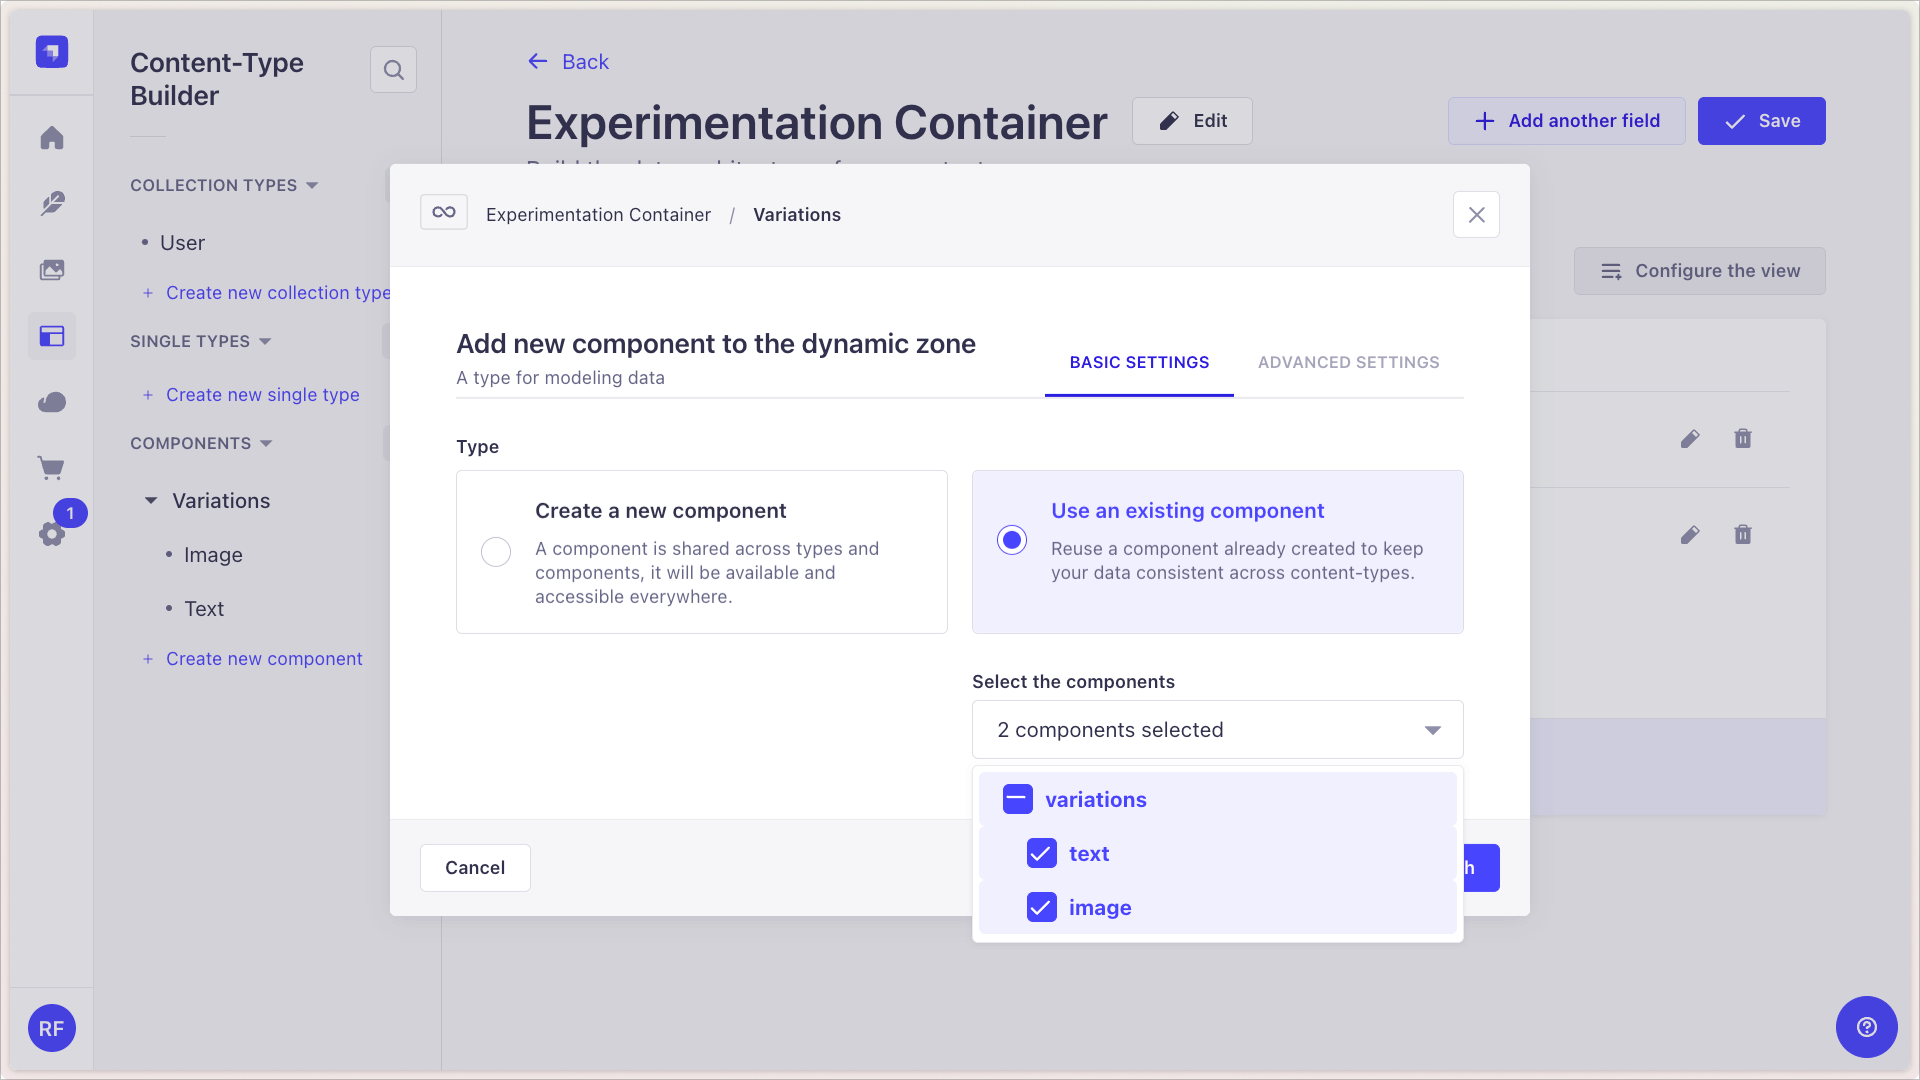 Content-Type
Builder
COLLECTION TYPES
User
+ Create new collection type
SINGLE TYPES
+ Create new single type
COMPONENTS
Variations
Image
Text
+ Create new component
1
RF
Back
Experimentation Container
Edit
Add another field
Save
Configure the view
Experimentation Container / Variations
Add new component to the dynamic zone
A type for modeling data
BASIC SETTINGS
ADVANCED SETTINGS
Type
Create a new component
A component is shared across types and
components, it will be available and
accessible everywhere.
Use an existing component
Reuse a component already created to keep
your data consistent across content-types.
Select the components
2 components selected
variations
text
image
Cancel
h